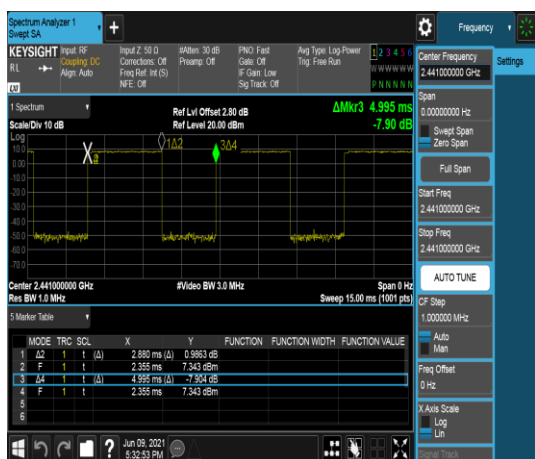 Spectrum Analyzer 1
Swept SA
+
Frequency
KEYSIGHT
RL
Input: RF
Coupling: DC
Align: Auto
Input Z: 50 Ω
Corrections: Off
Freq Ref: Int (S)
NFE: Off
#Atten: 30 dB
Preamp: Off
PNO: Fast
Gate: Off
IF Gain: Low
Sig Track: Off
Avg Type: Log-Power
Trig: Free Run
1 2 3 4 5 6
W W W W W W
P N N N N N
Center Frequency
2.441000000 GHz
Settings
Span
0.00000000 Hz
Swept Span
Zero Span
Full Span
Start Freq
2.441000000 GHz
Stop Freq
2.441000000 GHz
AUTO TUNE
CF Step
1.000000 MHz
Auto
Man
Freq Offset
0 Hz
X Axis Scale
Log
Lin
Signal Track
1 Spectrum
Scale/Div 10 dB
Ref Lvl Offset 2.80 dB
Ref Level 20.00 dBm
ΔMkr3 4.995 ms
-7.90 dB
Log
10.0
0.00
-10.0
-20.0
-30.0
-40.0
-50.0
-60.0
-70.0
1Δ2
3Δ4
Center 2.441000000 GHz
Res BW 1.0 MHz
#Video BW 3.0 MHz
Span 0 Hz
Sweep 15.00 ms (1001 pts)
5 Marker Table
MODE TRC SCL X Y FUNCTION FUNCTION WIDTH FUNCTION VALUE
1 Δ2 1 t (Δ) 2.880 ms (Δ) 0.9863 dB
2 F 1 t 2.355 ms 7.343 dBm
3 Δ4 1 t (Δ) 4.995 ms (Δ) -7.904 dB
4 F 1 t 2.355 ms 7.343 dBm
5
6
?
Jun 09, 2021
5:32:53 PM